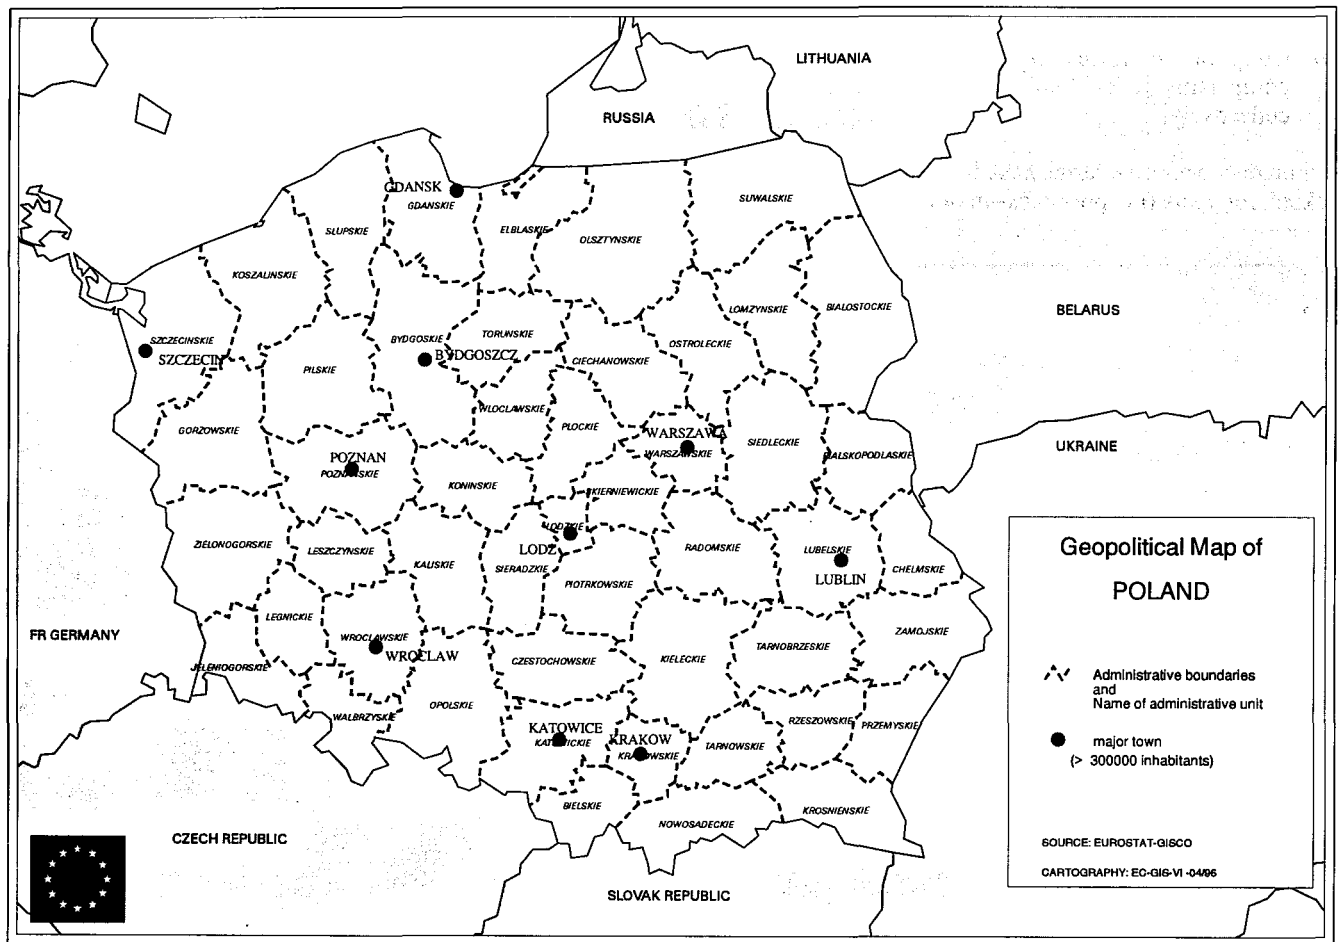 LITHUANIA
RUSSIA
GDANSK
GDANSKIE
SUWALSKIE
SŁUPSKIE
ELBLASKIE
OLSZTYNSKIE
KOSZALINSKIE
LOMZYNSKIE
BIALOSTOCKIE
BELARUS
SZCZECINSKIE
SZCZECIN
BYDGOSKIE
BYDGOSZCZ
TORUNSKIE
OSTROLECKIE
CIECHANOWSKIE
PILSKIE
WLOCLAWSKIE
PLOCKIE
GORZOWSKIE
WARSZAWA
WARSZAWSKIE
SIEDLECKIE
BIALSKOPODLASKIE
UKRAINE
POZNAN
POZNANSKIE
KONINSKIE
SKIERNIEWICKIE
LODZKIE
LODZ
ZIELONOGORSKIE
LESZCZYNSKIE
KALISKIE
SIERADZKIE
PIOTRKOWSKIE
RADOMSKIE
LUBELSKIE
LUBLIN
CHELMSKIE
Geopolitical Map of
POLAND
FR GERMANY
LEGNICKIE
WROCLAWSKIE
WROCLAW
JELENIOGORSKIE
CZESTOCHOWSKIE
KIELECKIE
TARNOBRZESKIE
ZAMOJSKIE
WALBRZYSKIE
OPOLSKIE
KATOWICE
KATOWICKIE
KRAKOW
KRAKOWSKIE
TARNOWSKIE
RZESZOWSKIE
PRZEMYSKIE
Administrative boundaries
and
Name of administrative unit
major town
(> 300000 inhabitants)
BIELSKIE
NOWOSADECKIE
KROSNIENSKIE
CZECH REPUBLIC
SLOVAK REPUBLIC
SOURCE: EUROSTAT-GISCO
CARTOGRAPHY: EC-GIS-VI -04/96